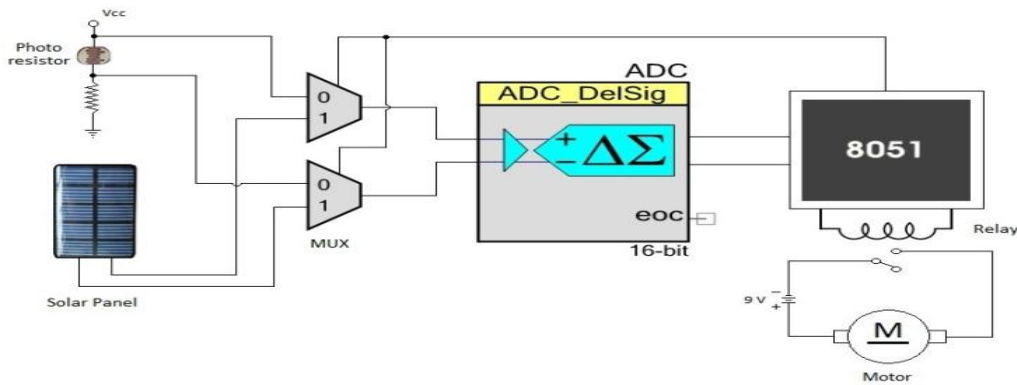 Vcc
Photo
resistor
0
1
0
1
MUX
Solar Panel
ADC
ADC_DelSig
+
−
ΔΣ
eoc
16-bit
8051
Relay
9 V
−
+
M
Motor